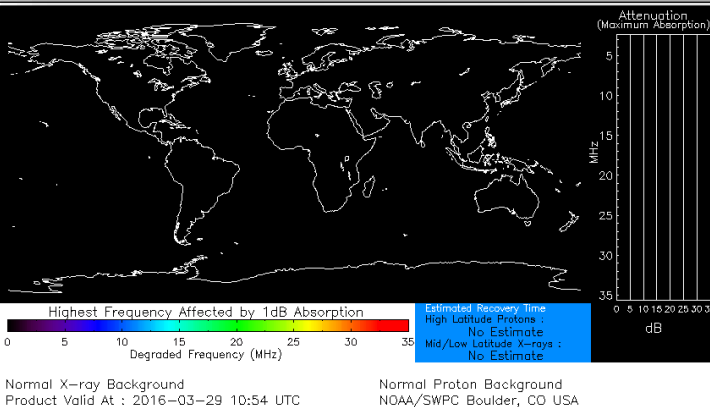 Attenuation
(Maximum Absorption)
5
10
15
20
25
30
35
MHz
0 5 10 15 20 25 30 3
dB
Highest Frequency Affected by 1dB Absorption
0 5 10 15 20 25 30 35
Degraded Frequency (MHz)
Estimated Recovery Time
High Latitude Protons :
No Estimate
Mid/Low Latitude X-rays :
No Estimate
Normal X-ray Background
Product Valid At : 2016-03-29 10:54 UTC
Normal Proton Background
NOAA/SWPC Boulder, CO USA